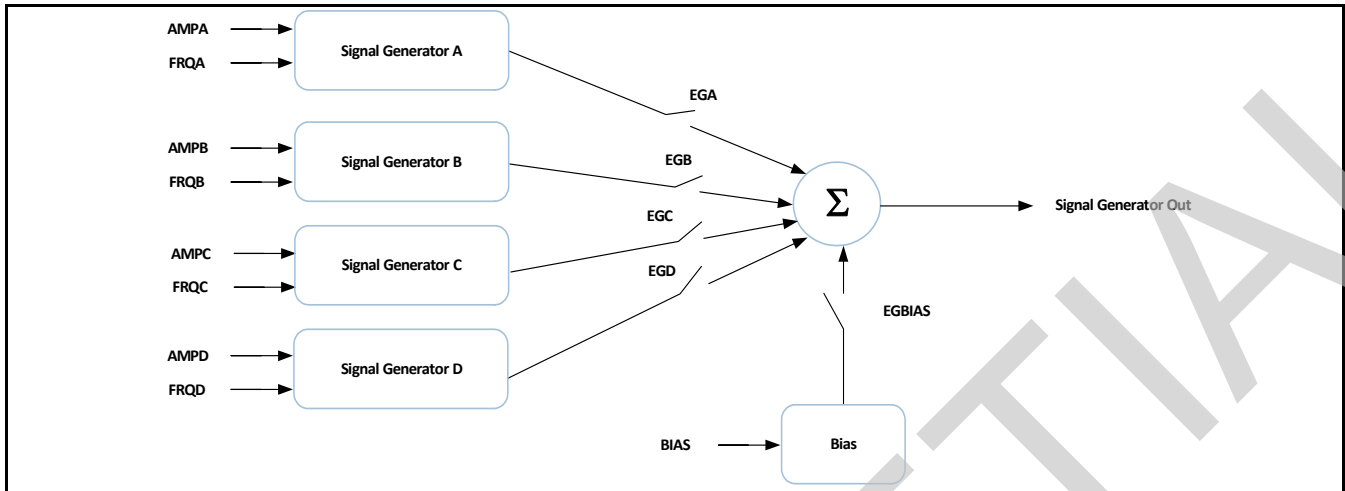 AMPA
FRQA
Signal Generator A
EGA
AMPB
FRQB
Signal Generator B
EGB
AMPC
FRQC
Signal Generator C
EGC
AMPD
FRQD
Signal Generator D
EGD
Σ
Signal Generator Out
EGBIAS
BIAS
Bias
TIA